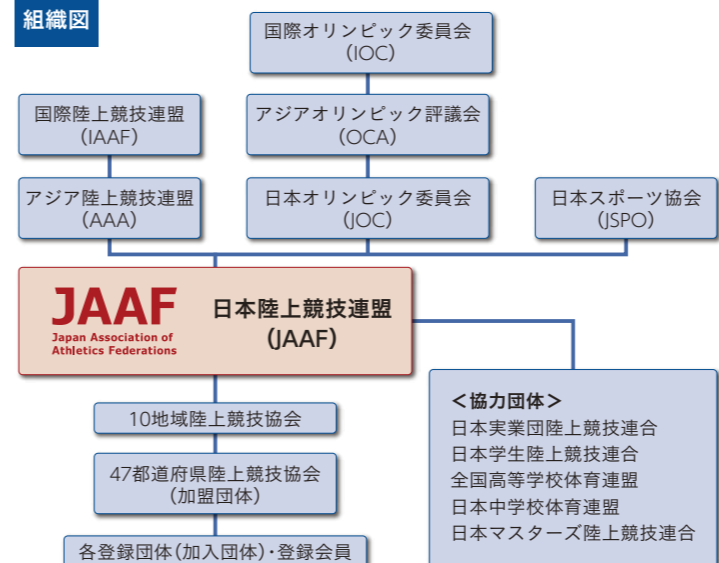 組織図
国際オリンピック委員会
(IOC)
国際陸上競技連盟
(IAAF)
アジアオリンピック評議会
(OCA)
アジア陸上競技連盟
(AAA)
日本オリンピック委員会
(JOC)
日本スポーツ協会
(JSPO)
JAAF
Japan Association of
Athletics Federations
日本陸上競技連盟
(JAAF)
10地域陸上競技協会
47都道府県陸上競技協会
(加盟団体)
各登録団体(加入団体)・登録会員
＜協力団体＞
日本実業団陸上競技連合
日本学生陸上競技連合
全国高等学校体育連盟
日本中学校体育連盟
日本マスターズ陸上競技連合